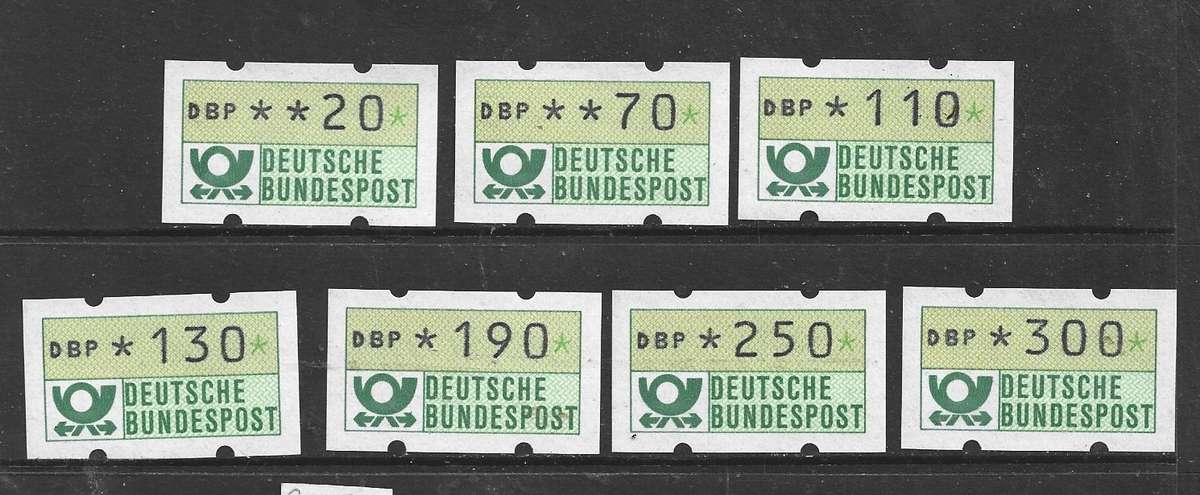 DBP **20*
DEUTSCHE
BUNDESPOST
DBP **70*
DEUTSCHE
BUNDESPOST
DBP *110*
DEUTSCHE
BUNDESPOST
DBP *130*
DEUTSCHE
BUNDESPOST
DBP *190*
DEUTSCHE
BUNDESPOST
DBP *250*
DEUTSCHE
BUNDESPOST
DBP *300*
DEUTSCHE
BUNDESPOST